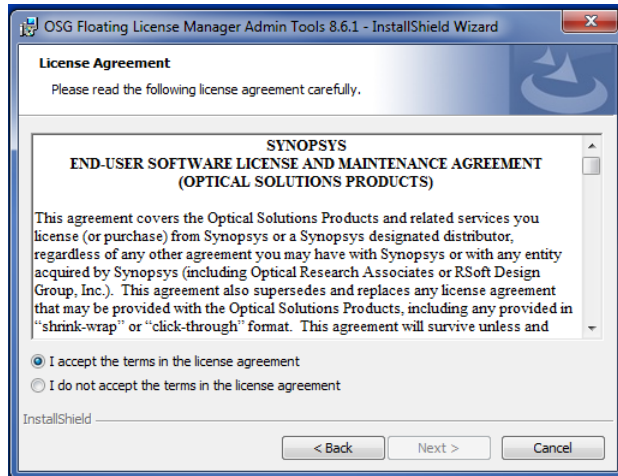 OSG Floating License Manager Admin Tools 8.6.1 - InstallShield Wizard
License Agreement
Please read the following license agreement carefully.
SYNOPSYS
END-USER SOFTWARE LICENSE AND MAINTENANCE AGREEMENT
(OPTICAL SOLUTIONS PRODUCTS)
This agreement covers the Optical Solutions Products and related services you
license (or purchase) from Synopsys or a Synopsys designated distributor,
regardless of any other agreement you may have with Synopsys or with any entity
acquired by Synopsys (including Optical Research Associates or RSoft Design
Group, Inc.).  This agreement also supersedes and replaces any license agreement
that may be provided with the Optical Solutions Products, including any provided in
“shrink-wrap” or “click-through” format.  This agreement will survive unless and
I accept the terms in the license agreement
I do not accept the terms in the license agreement
InstallShield
< Back
Next >
Cancel